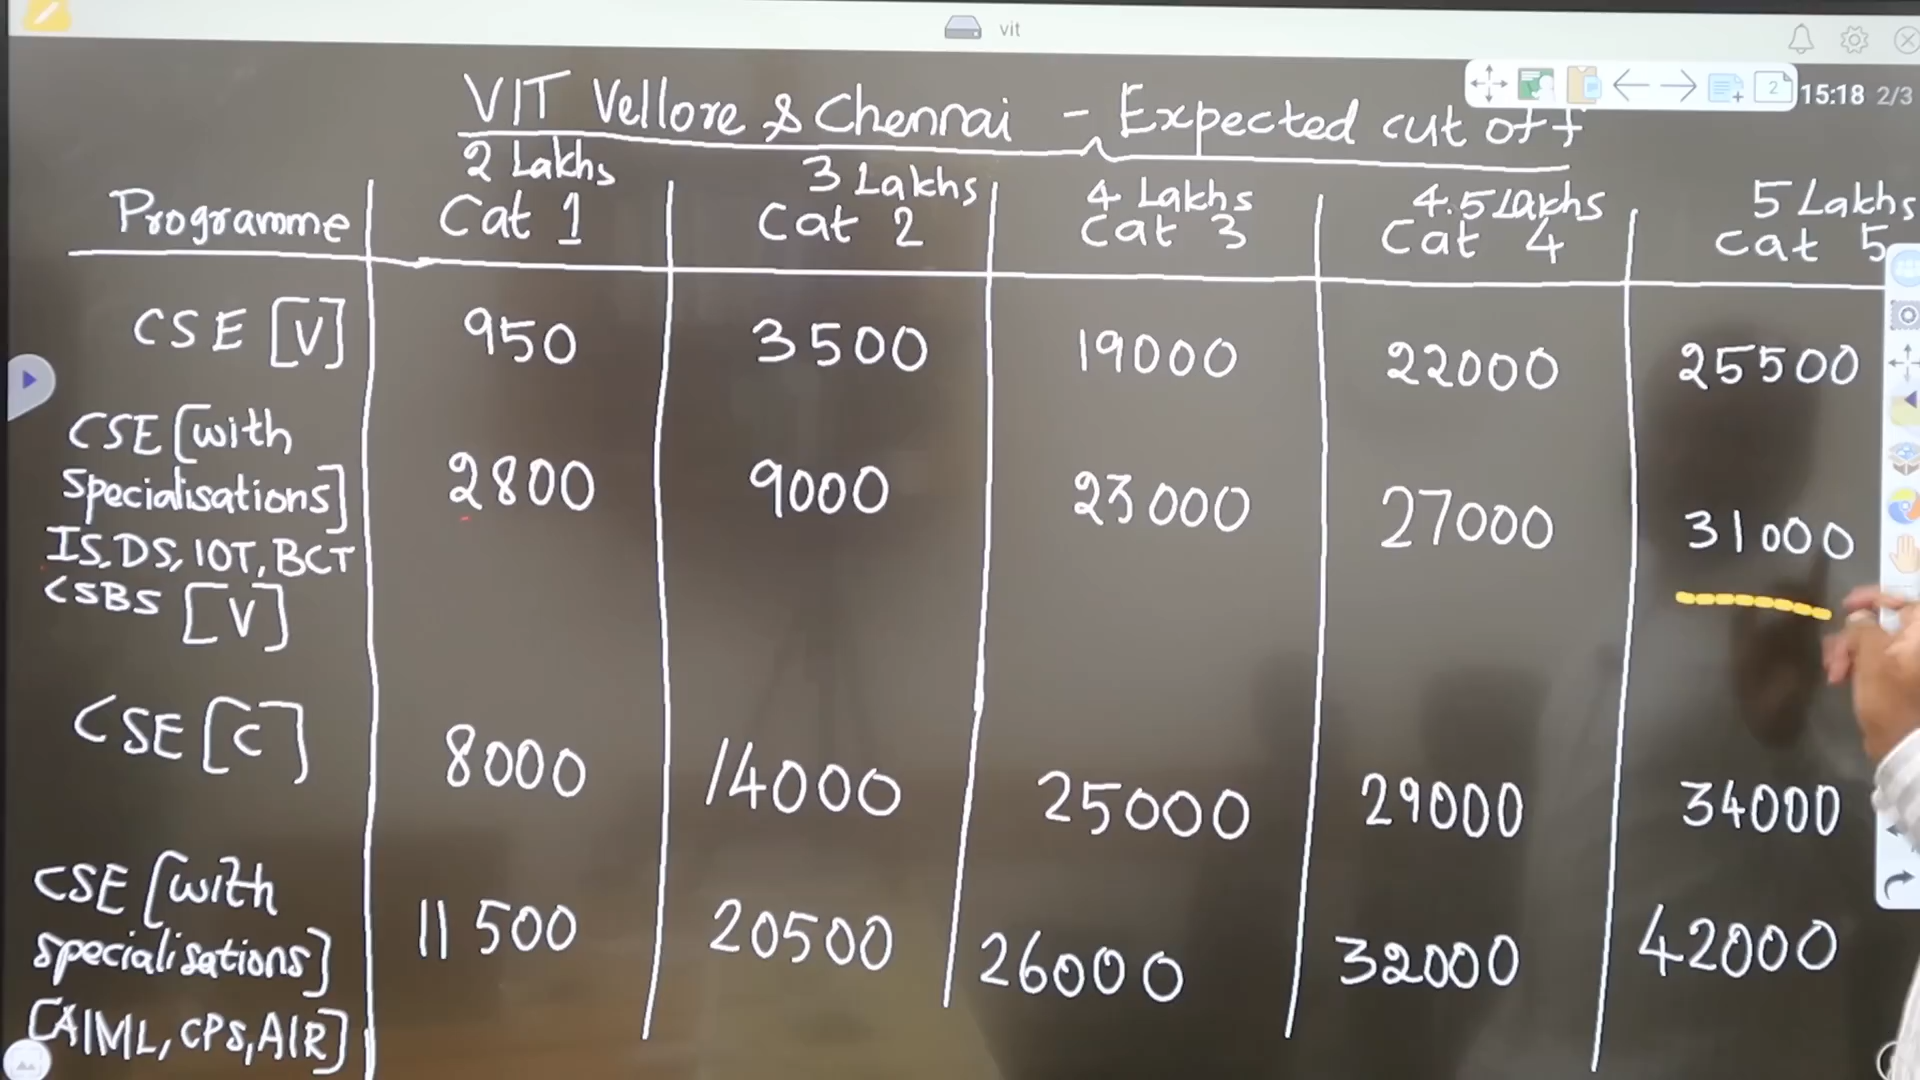 vit
15:18 2/3
2
VIT Vellore & Chennai - Expected cut off
2 Lakhs 3 Lakhs 4 Lakhs 4.5 Lakhs 5 Lakhs
Programme Cat 1 Cat 2 Cat 3 Cat 4 Cat 5
CSE [V] 950 3500 19000 22000 25500
CSE [with
specialisations] 2800 9000 23000 27000 31000
IS, DS, IOT, BCT
CSBS [V]
CSE [C] 8000 14000 25000 29000 34000
CSE [with
specialisations] 11500 20500 26000 32000 42000
[AIML, CPS, AIR]